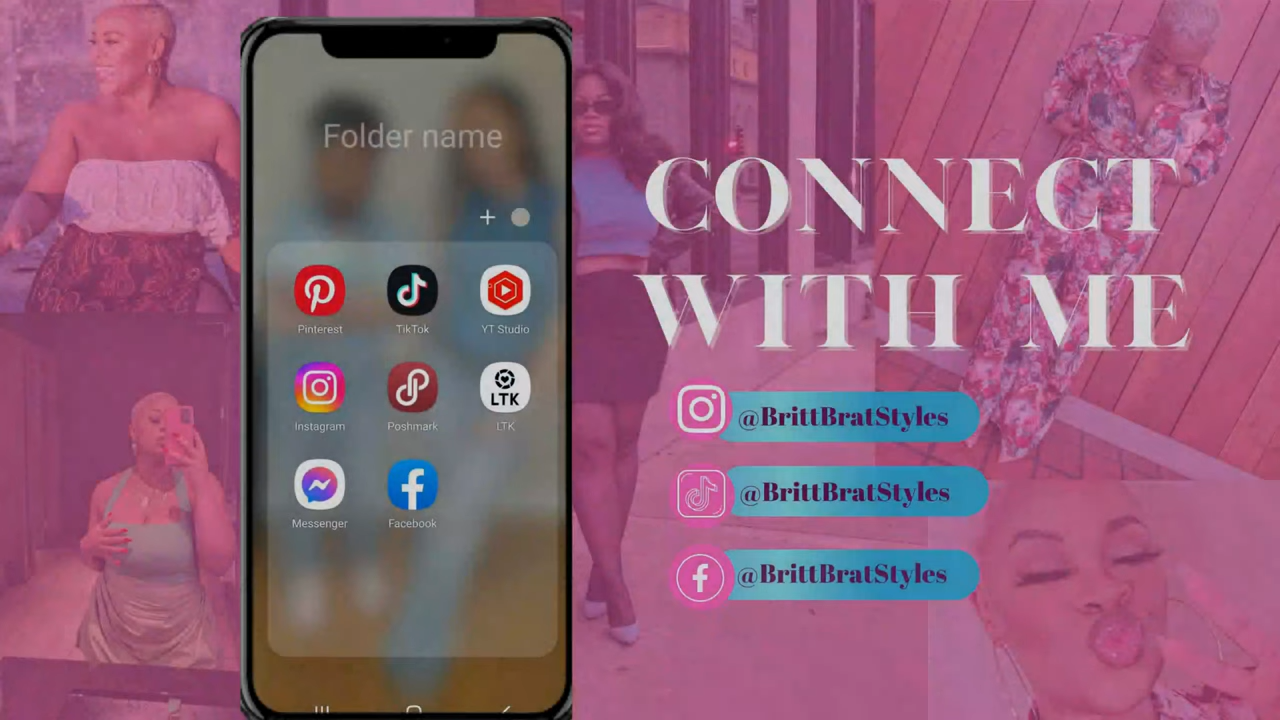 Folder name
Pinterest
TikTok
YT Studio
Instagram
Poshmark
LTK
LTK
Messenger
Facebook
CONNECT
WITH ME
@BrittBratStyles
@BrittBratStyles
@BrittBratStyles